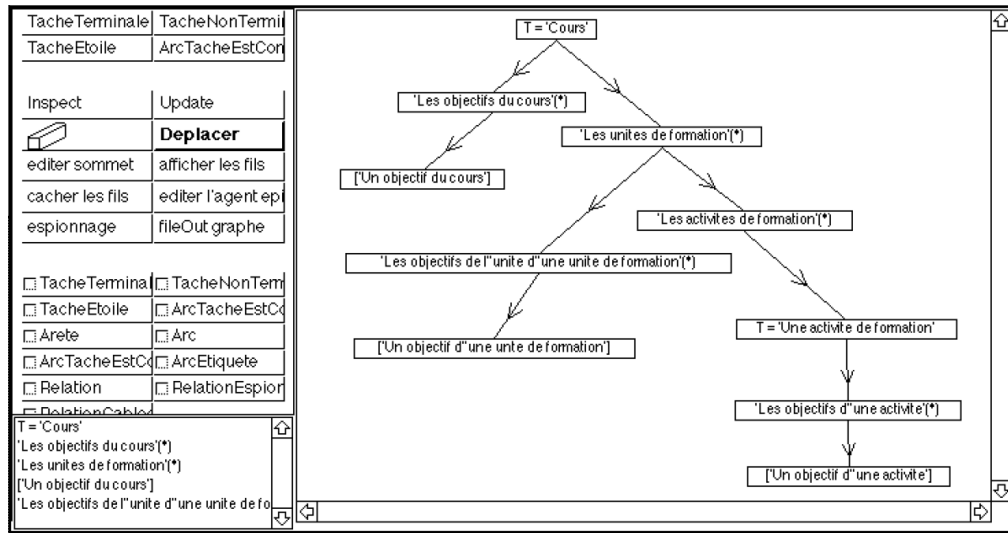 TacheTerminale TacheNonTermi
TacheEtoile ArcTacheEstCon
Inspect Update
Deplacer
editer sommet afficher les fils
cacher les fils editer l'agent epi
espionnage fileOut graphe
TacheTerminal TacheNonTerm
TacheEtoile ArcTacheEstCo
Arete Arc
ArcTacheEstCo ArcEtiquete
Relation RelationEspion
RelationCablee
T = 'Cours'
'Les objectifs du cours'(*)
'Les unites de formation'(*)
['Un objectif du cours']
'Les objectifs de l''unite d''une unite de fo
T = 'Cours'
'Les objectifs du cours'(*)
'Les unites de formation'(*)
['Un objectif du cours']
'Les activites de formation'(*)
'Les objectifs de l''unite d''une unite de formation'(*)
T = 'Une activite de formation'
['Un objectif d''une unte de formation']
'Les objectifs d''une activite'(*)
['Un objectif d''une activite']